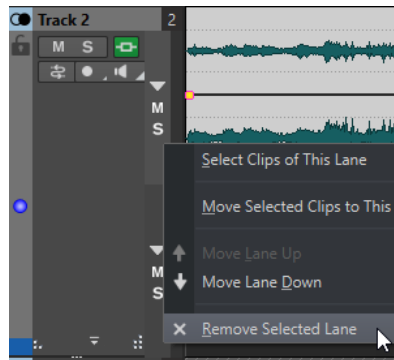 Track 2
2
M S
M
S
Select Clips of This Lane
Move Selected Clips to This
Move Lane Up
M
Move Lane Down
S
Remove Selected Lane